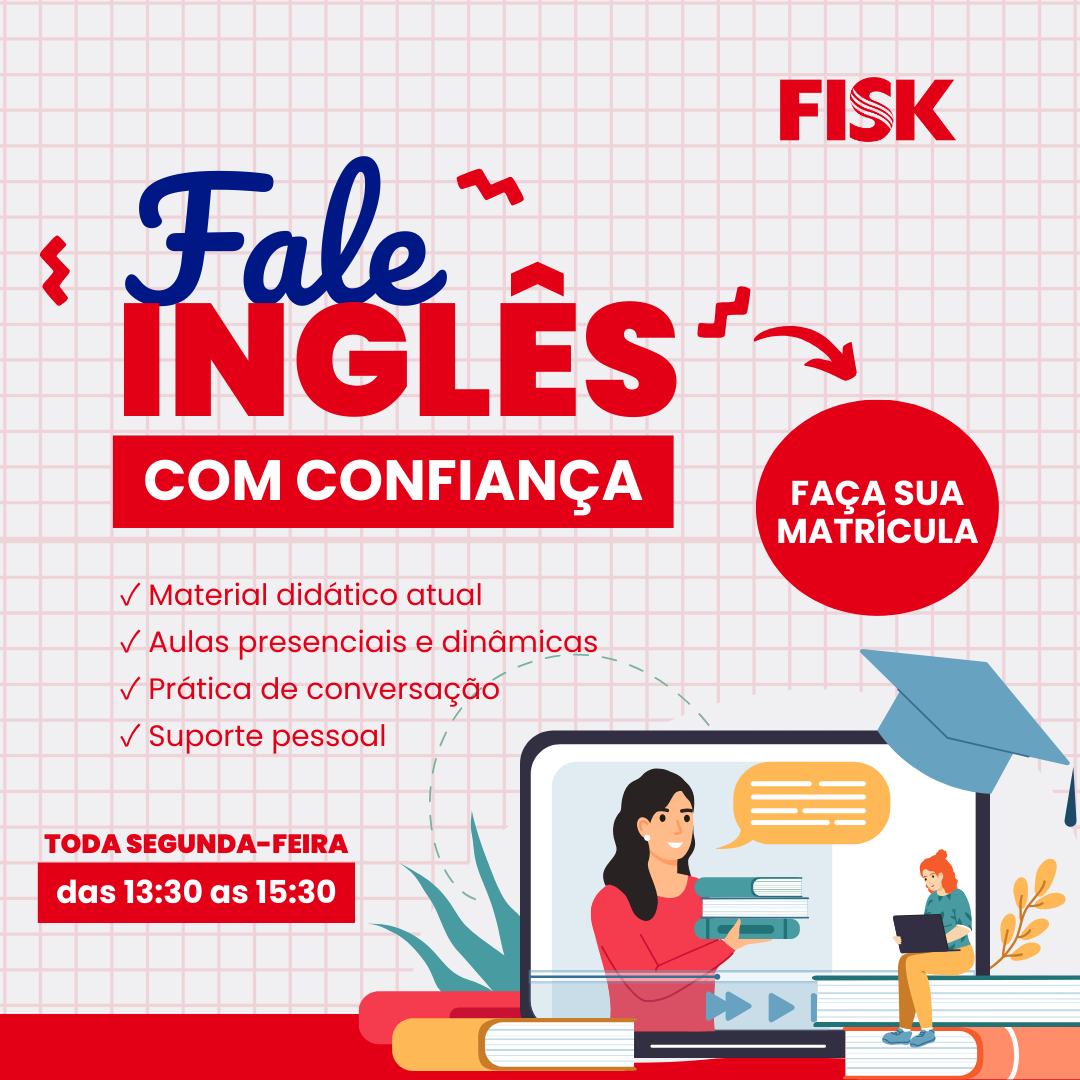 FISK
Fale
INGLÊS
COM CONFIANÇA
FAÇA SUA
MATRÍCULA
✓ Material didático atual
✓ Aulas presenciais e dinâmicas
✓ Prática de conversação
✓ Suporte pessoal
TODA SEGUNDA-FEIRA
das 13:30 as 15:30